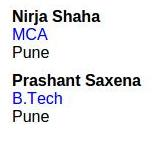 Nirja Shaha
MCA
Pune
Prashant Saxena
B.Tech
Pune